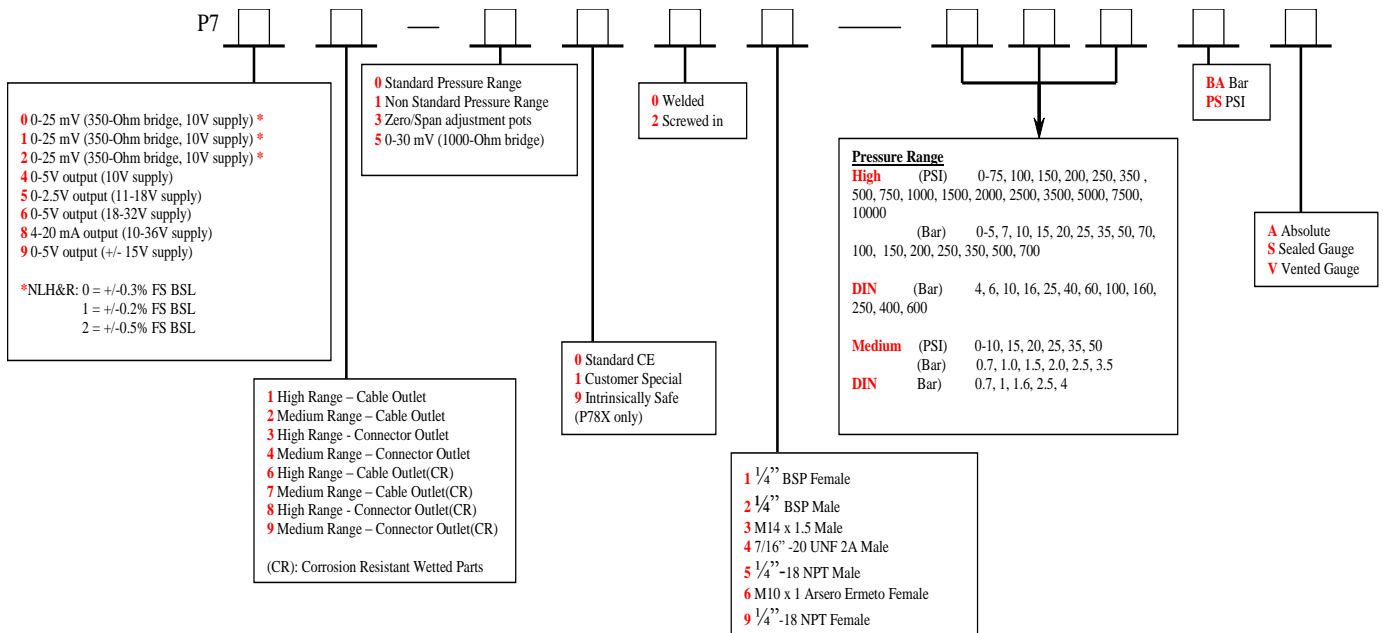 P7 — —
0 0-25 mV (350-Ohm bridge, 10V supply) *
1 0-25 mV (350-Ohm bridge, 10V supply) *
2 0-25 mV (350-Ohm bridge, 10V supply) *
4 0-5V output (10V supply)
5 0-2.5V output (11-18V supply)
6 0-5V output (18-32V supply)
8 4-20 mA output (10-36V supply)
9 0-5V output (+/- 15V supply)
*NLH&R: 0 = +/-0.3% FS BSL
1 = +/-0.2% FS BSL
2 = +/-0.5% FS BSL
1 High Range – Cable Outlet
2 Medium Range – Cable Outlet
3 High Range - Connector Outlet
4 Medium Range – Connector Outlet
6 High Range – Cable Outlet(CR)
7 Medium Range – Cable Outlet(CR)
8 High Range - Connector Outlet(CR)
9 Medium Range – Connector Outlet(CR)
(CR): Corrosion Resistant Wetted Parts
0 Standard Pressure Range
1 Non Standard Pressure Range
3 Zero/Span adjustment pots
5 0-30 mV (1000-Ohm bridge)
0 Standard CE
1 Customer Special
9 Intrinsically Safe
(P78X only)
0 Welded
2 Screwed in
1 ¼” BSP Female
2 ¼” BSP Male
3 M14 x 1.5 Male
4 7/16” -20 UNF 2A Male
5 ¼”-18 NPT Male
6 M10 x 1 Arsero Ermeto Female
9 ¼”-18 NPT Female
Pressure Range
High (PSI) 0-75, 100, 150, 200, 250, 350 ,
500, 750, 1000, 1500, 2000, 2500, 3500, 5000, 7500,
10000
(Bar) 0-5, 7, 10, 15, 20, 25, 35, 50, 70,
100, 150, 200, 250, 350, 500, 700
DIN (Bar) 4, 6, 10, 16, 25, 40, 60, 100, 160,
250, 400, 600
Medium (PSI) 0-10, 15, 20, 25, 35, 50
(Bar) 0.7, 1.0, 1.5, 2.0, 2.5, 3.5
DIN Bar) 0.7, 1, 1.6, 2.5, 4
BA Bar
PS PSI
A Absolute
S Sealed Gauge
V Vented Gauge